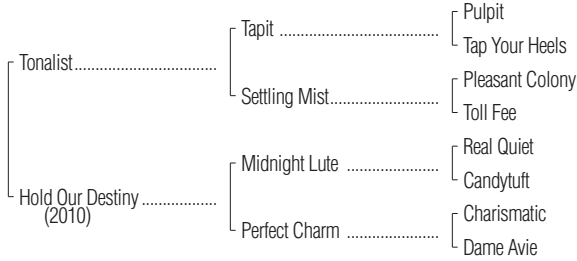 Pulpit
Tapit
Tap Your Heels
Tonalist
Pleasant Colony
Settling Mist
Toll Fee
Real Quiet
Midnight Lute
Candytuft
Hold Our Destiny
(2010)
Charismatic
Perfect Charm
Dame Avie